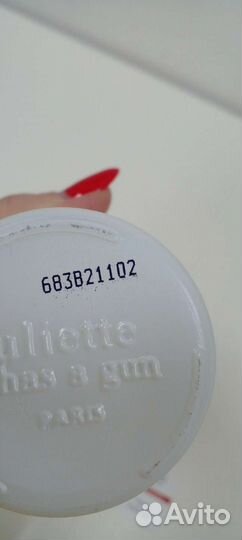 683B21102
uliette
has a gun
PARIS
Avito